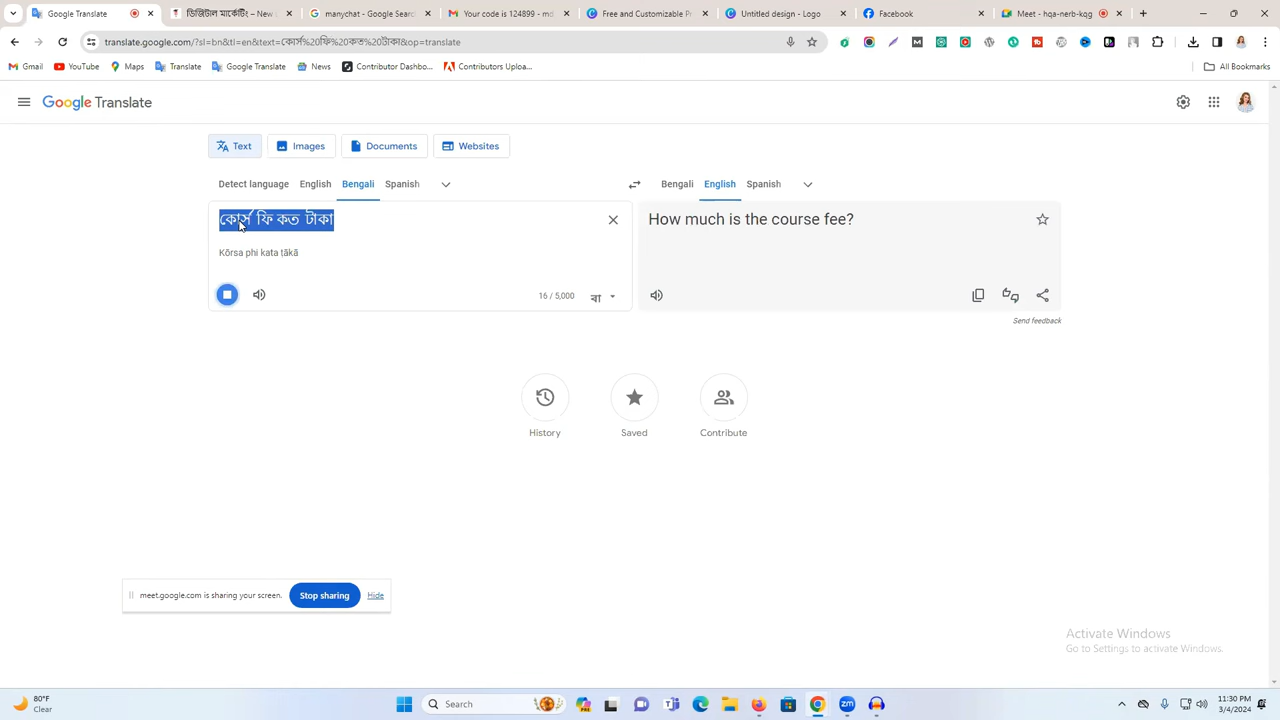 Google Translate
ডিজিটাল মার্কেটিং – New L
manychat - Google Search
M code is 124899 - md
Free and Customizable Pr
Untitled design - Logo
Facebook
Meet - hqa-nerb-kqg
translate.google.com/?sl=bn&tl=en&text=কোর্স%20ফি%20কত%20টাকা&op=translate
Gmail
YouTube
Maps
Translate
Google Translate
News
Contributor Dashbo...
Contributors Uploa...
All Bookmarks
Google Translate
Text
Images
Documents
Websites
Detect language
English
Bengali
Spanish
Bengali
English
Spanish
কোর্স ফি কত টাকা
How much is the course fee?
Kōrsa phi kata ṭākā
16 / 5,000
বা
Send feedback
History
Saved
Contribute
meet.google.com is sharing your screen.
Stop sharing
Hide
Activate Windows
Go to Settings to activate Windows.
80°F
Clear
Search
11:30 PM
3/4/2024